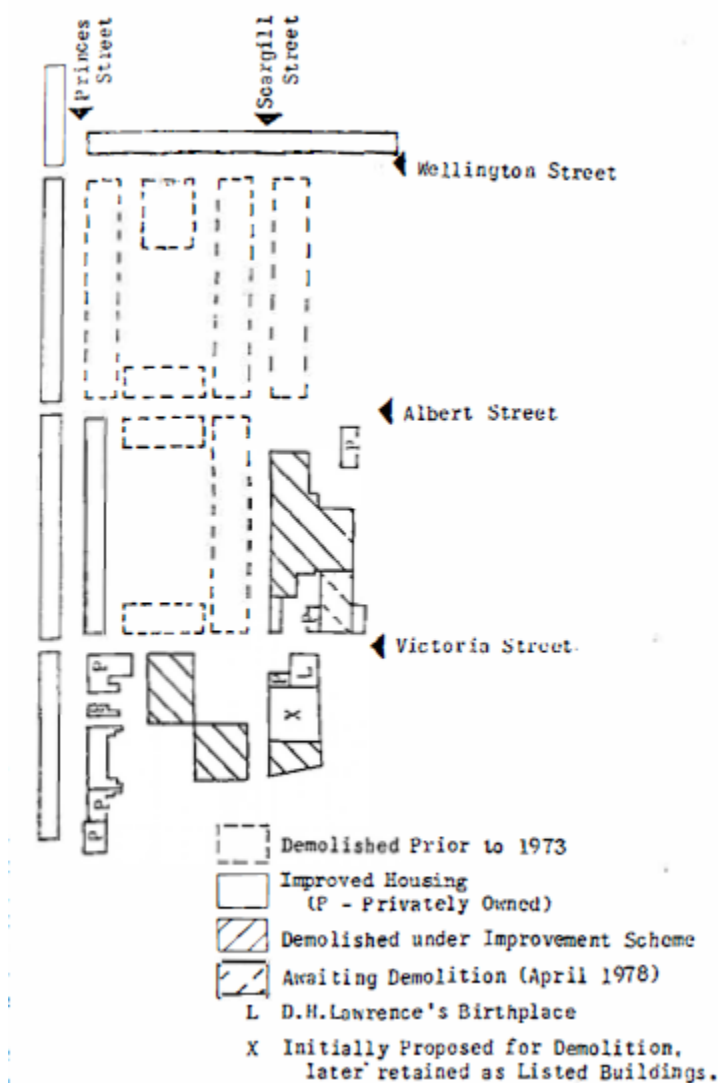 Princes
Street
Scargill
Street
Wellington Street
Albert Street
P
P
Victoria Street
P
P
L
X
P
P
Demolished Prior to 1973
Improved Housing
(P - Privately Owned)
Demolished under Improvement Scheme
Awaiting Demolition (April 1978)
L D.H.Lawrence's Birthplace
X Initially Proposed for Demolition,
later retained as Listed Buildings.